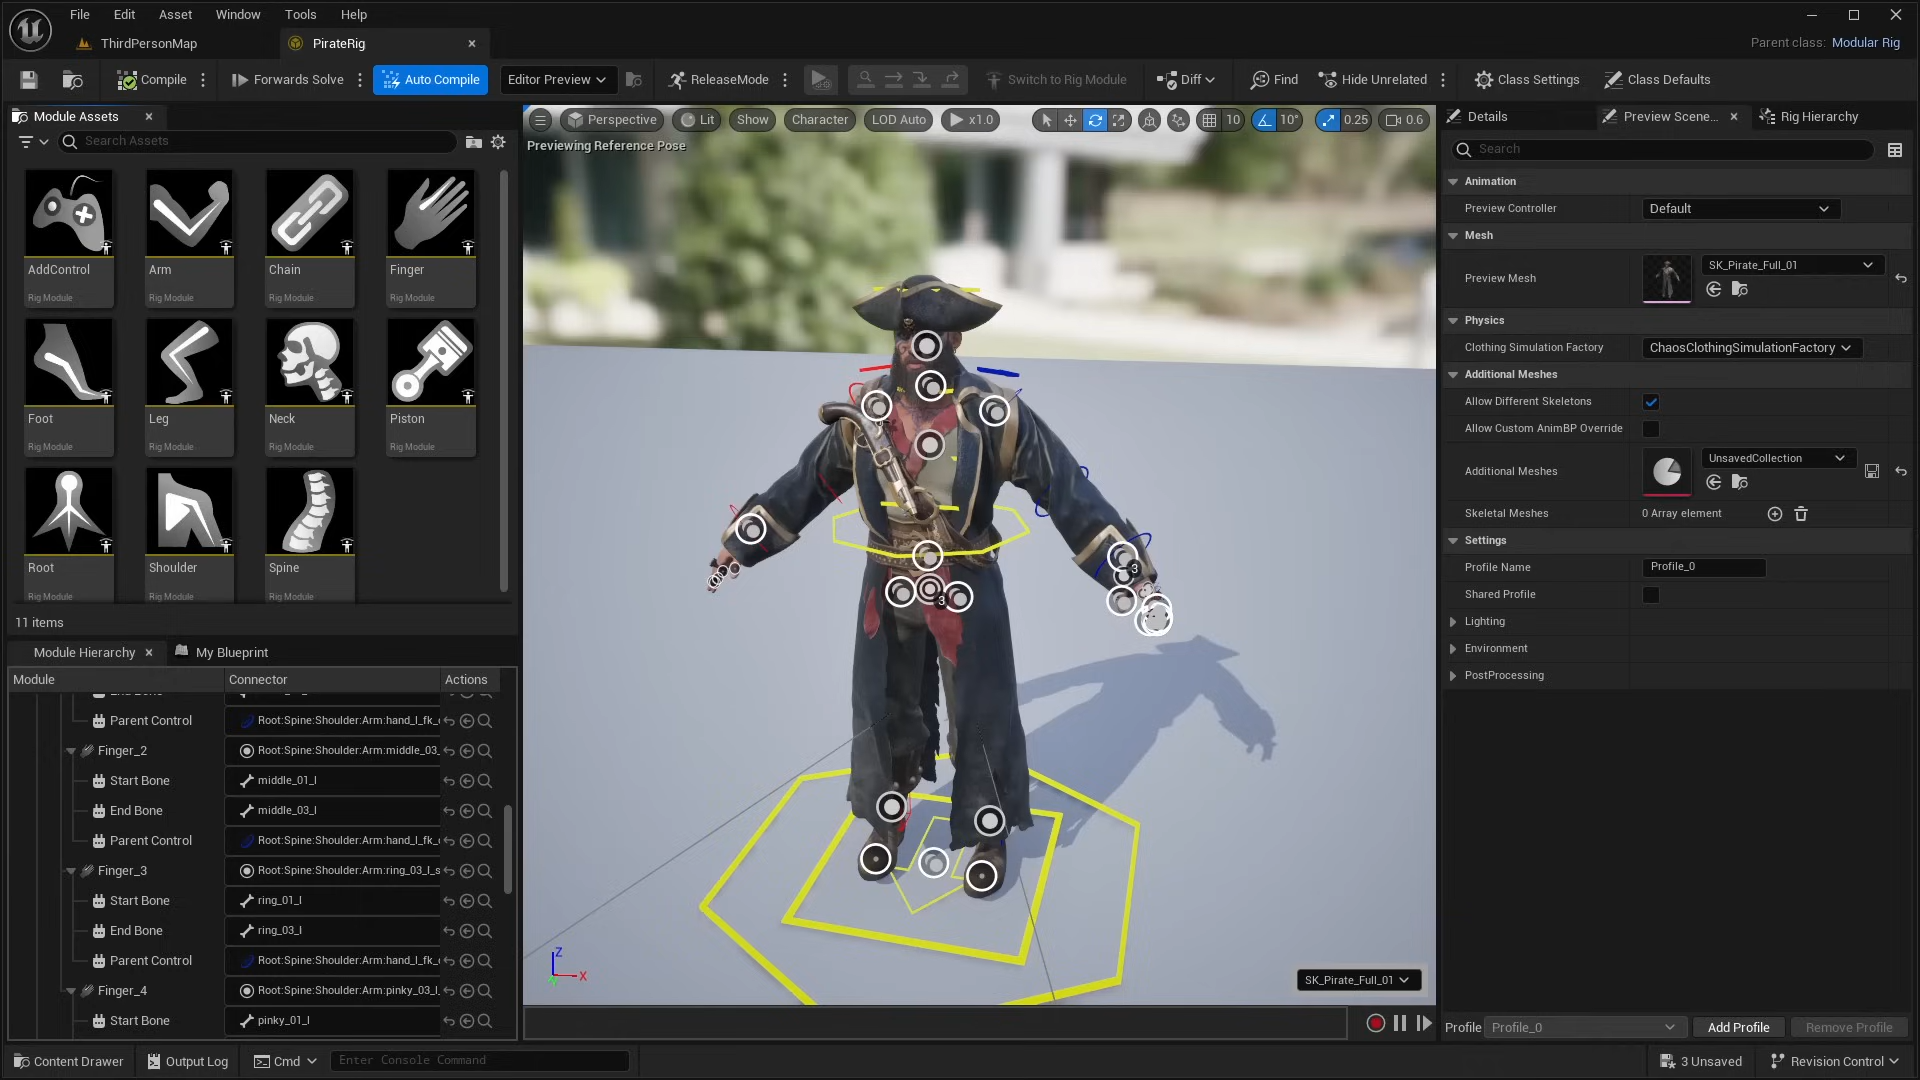 File Edit Asset Window Tools Help
ThirdPersonMap
PirateRig
Parent class: Modular Rig
Compile
Forwards Solve
Auto Compile
Editor Preview
ReleaseMode
Switch to Rig Module
Diff
Find
Hide Unrelated
Class Settings
Class Defaults
Module Assets
Search Assets
AddControl
Rig Module
Arm
Rig Module
Chain
Rig Module
Finger
Rig Module
Foot
Rig Module
Leg
Rig Module
Neck
Rig Module
Piston
Rig Module
Root
Rig Module
Shoulder
Rig Module
Spine
Rig Module
11 items
Module Hierarchy
My Blueprint
Module Connector Actions
End Bone
Parent Control Root:Spine:Shoulder:Arm:hand_l_fk_
Finger_2 Root:Spine:Shoulder:Arm:middle_03_
Start Bone middle_01_l
End Bone middle_03_l
Parent Control Root:Spine:Shoulder:Arm:hand_l_fk_
Finger_3 Root:Spine:Shoulder:Arm:ring_03_l_s
Start Bone ring_01_l
End Bone ring_03_l
Parent Control Root:Spine:Shoulder:Arm:hand_l_fk_
Finger_4 Root:Spine:Shoulder:Arm:pinky_03_l
Start Bone pinky_01_l
Perspective
Lit
Show
Character
LOD Auto
x1.0
10
10°
0.25
0.6
Previewing Reference Pose
3
3
Z
X
SK_Pirate_Full_01
Details
Preview Scene...
Rig Hierarchy
Search
Animation
Preview Controller Default
Mesh
Preview Mesh SK_Pirate_Full_01
Physics
Clothing Simulation Factory ChaosClothingSimulationFactory
Additional Meshes
Allow Different Skeletons
Allow Custom AnimBP Override
Additional Meshes UnsavedCollection
Skeletal Meshes 0 Array element
Settings
Profile Name Profile_0
Shared Profile
Lighting
Environment
PostProcessing
Profile Profile_0 Add Profile Remove Profile
Content Drawer
Output Log
Cmd
Enter Console Command
3 Unsaved
Revision Control